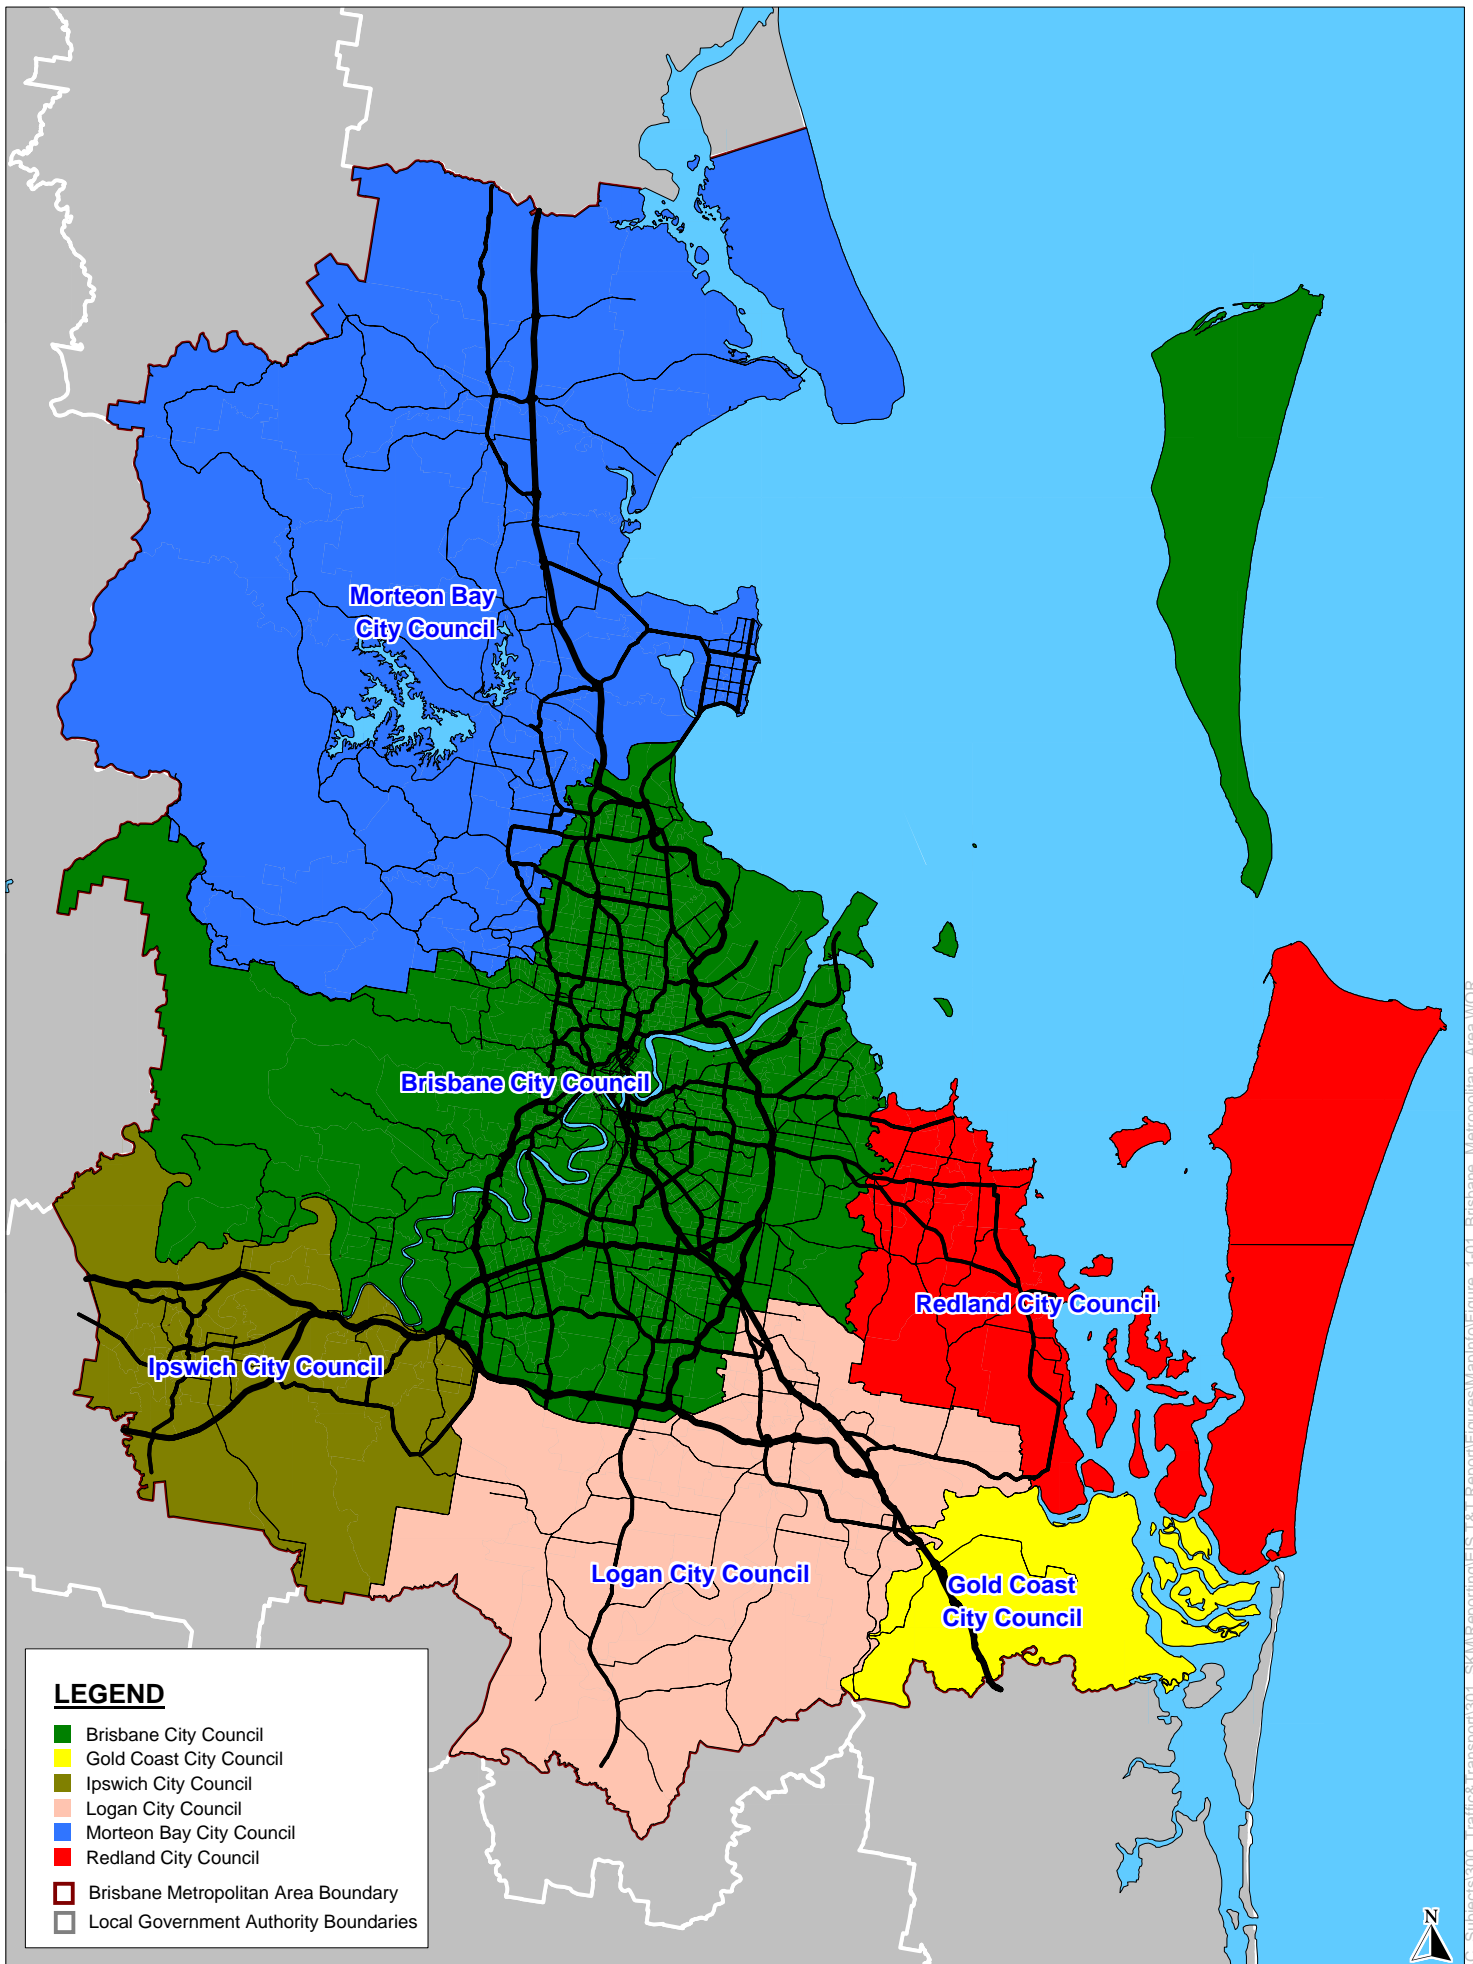 Morteon Bay
City Council
Brisbane City Council
Redland City Council
Ipswich City Council
Logan City Council
Gold Coast
City Council
LEGEND
Brisbane City Council
Gold Coast City Council
Ipswich City Council
Logan City Council
Morteon Bay City Council
Redland City Council
Brisbane Metropolitan Area Boundary
Local Government Authority Boundaries
N